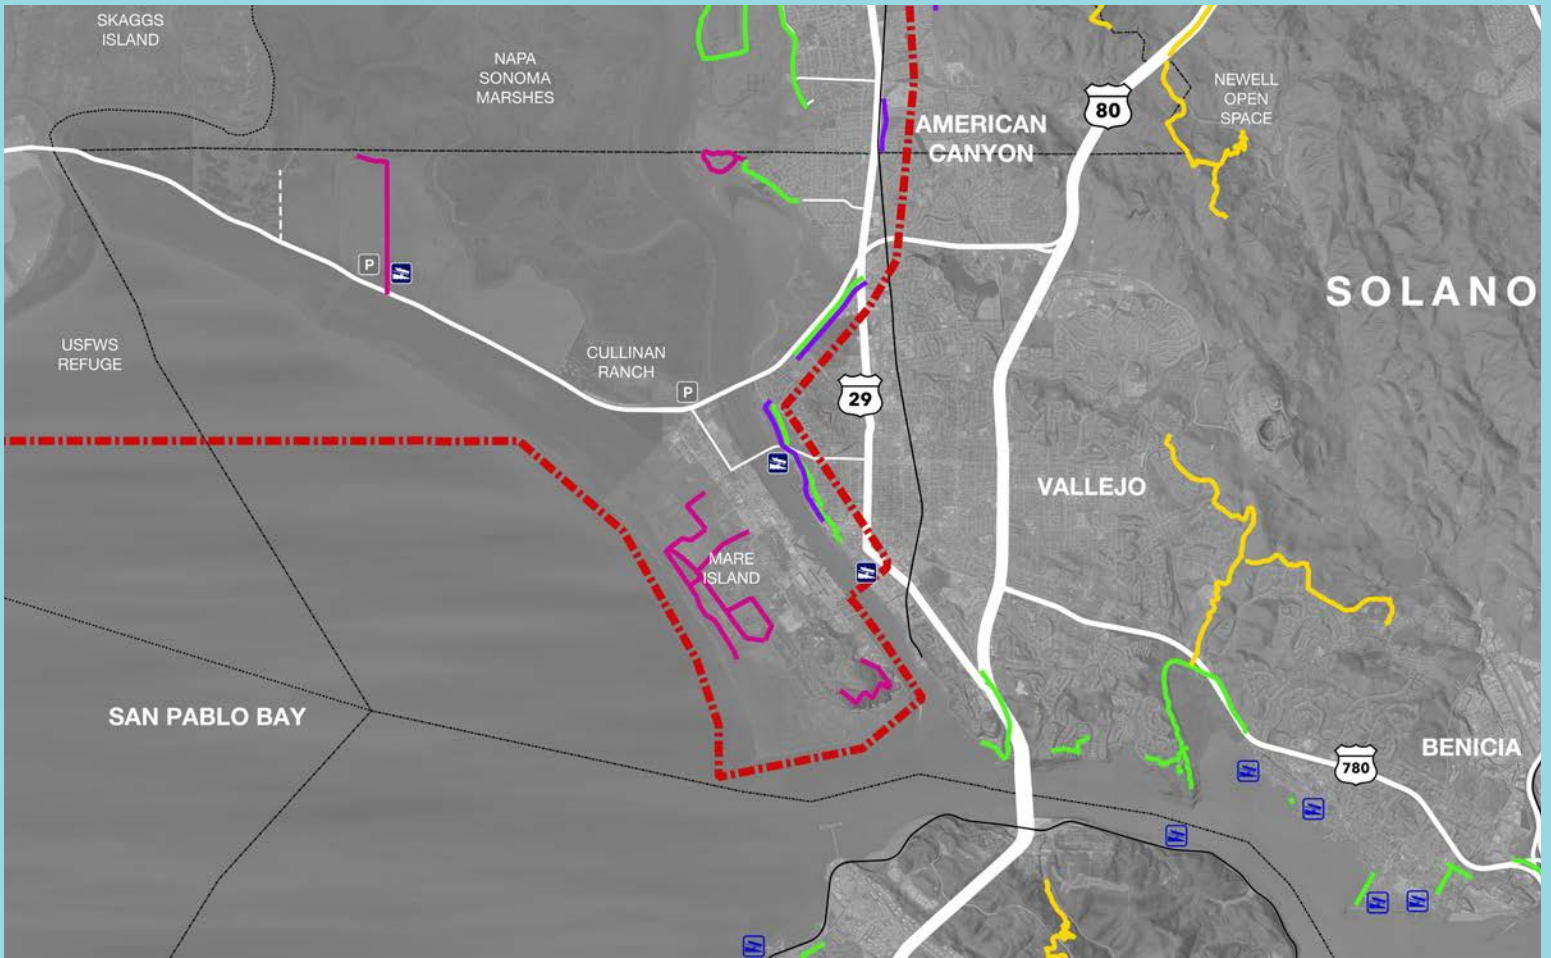 SKAGGS
ISLAND
NAPA
SONOMA
MARSHES
NEWELL
OPEN
SPACE
80
AMERICAN
CANYON
P
SOLANO
USFWS
REFUGE
CULLINAN
RANCH
P
29
VALLEJO
MARE
ISLAND
SAN PABLO BAY
BENICIA
780